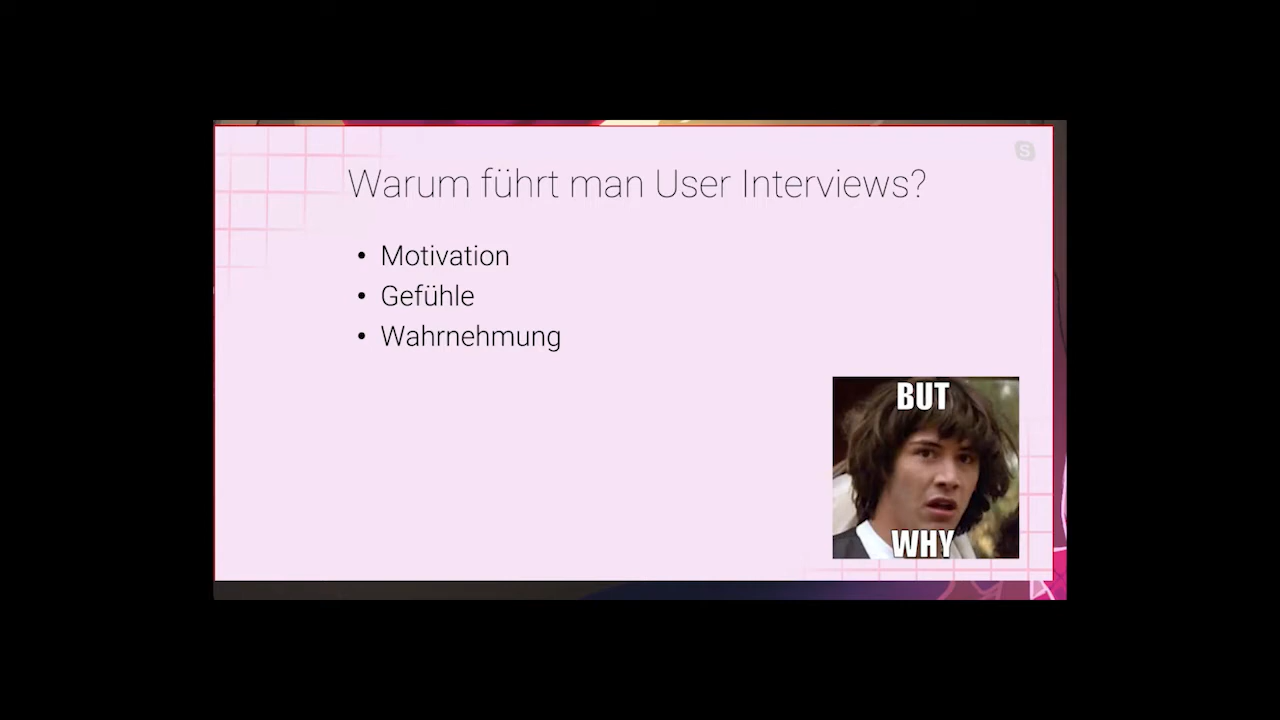 Warum führt man User Interviews?
• Motivation
• Gefühle
• Wahrnehmung
BUT
WHY